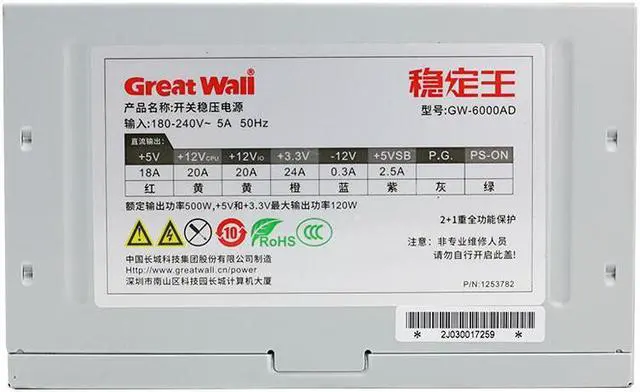 Great Wall®
稳定王
产品名称:开关稳压电源
型号:GW-6000AD
输入:180-240V~ 5A 50Hz
直流输出:
+5V +12VCPU +12VIO +3.3V -12V +5VSB P.G. PS-ON
18A 20A 20A 24A 0.3A 2.5A
红 黄 黄 橙 蓝 紫 灰 绿
额定输出功率500W,+5V和+3.3V最大输出功率120W
2+1重全功能保护
10
RoHS
CCC
注意: 非专业维修人员
请勿自行开启此盖!
中国长城科技集团股份有限公司制造
Http://www.greatwall.cn/power
深圳市南山区科技园长城计算机大厦
P/N:1253782
* 2J030017259 *